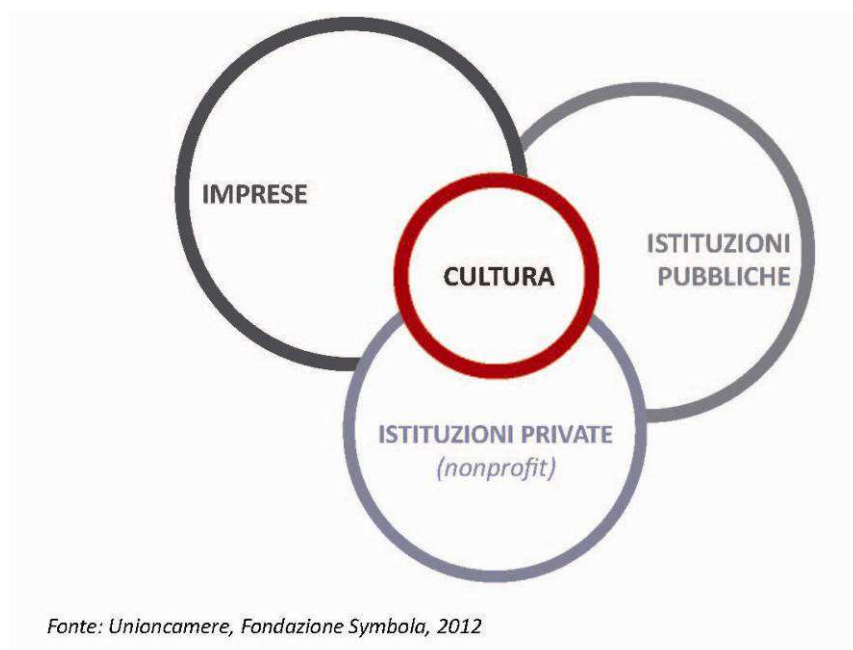 IMPRESE
ISTITUZIONI
PUBBLICHE
CULTURA
ISTITUZIONI PRIVATE
(nonprofit)
Fonte: Unioncamere, Fondazione Symbola, 2012